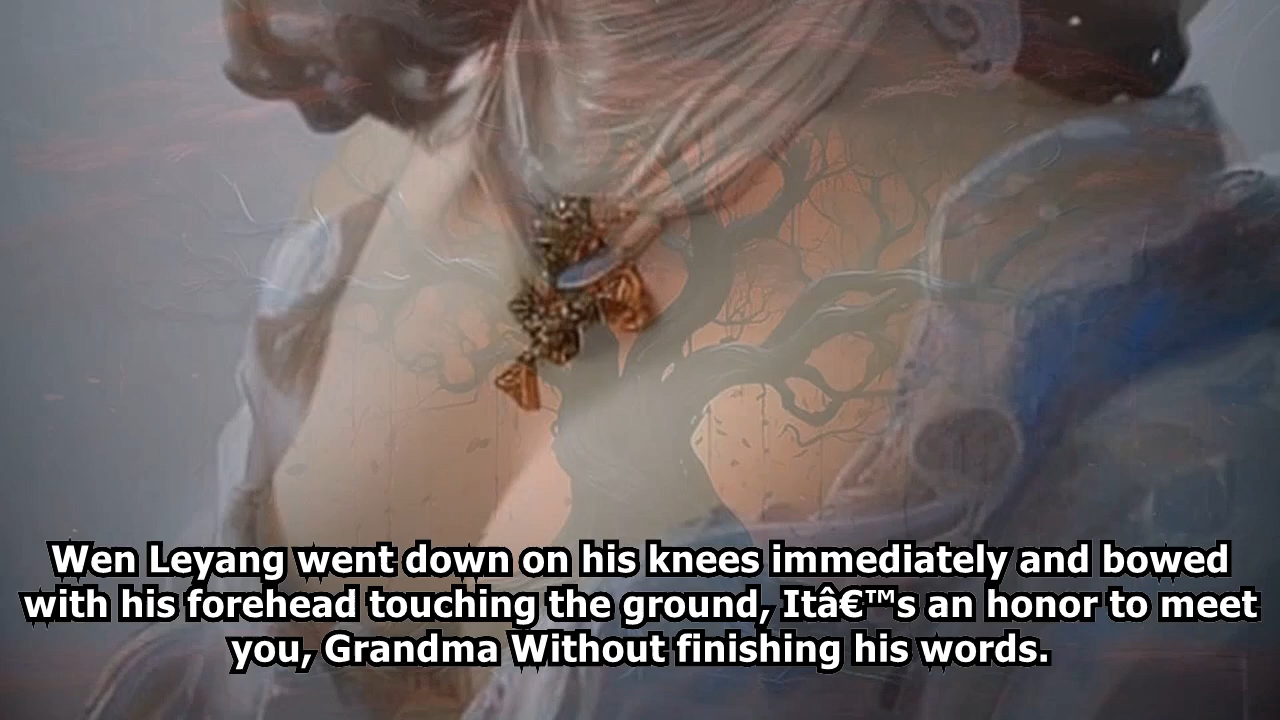 Wen Leyang went down on his knees immediately and bowed
with his forehead touching the ground, Itâ€™s an honor to meet
you, Grandma Without finishing his words.